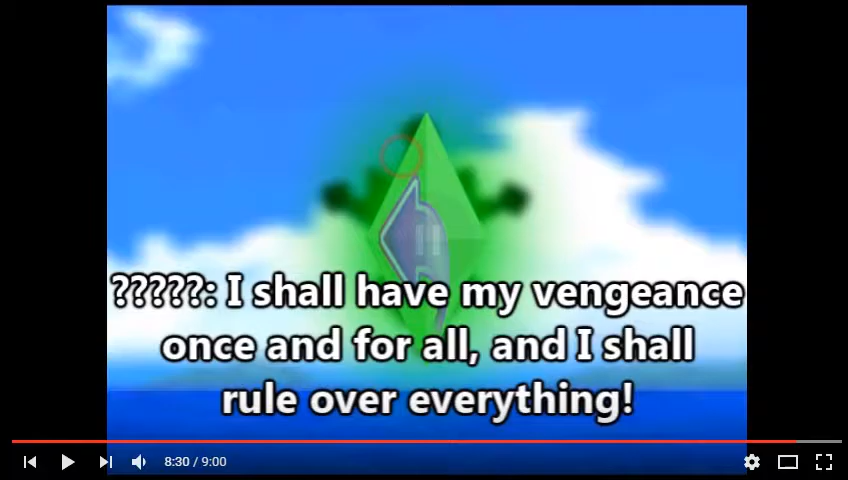 ?????: I shall have my vengeance
once and for all, and I shall
rule over everything!
8:30 / 9:00